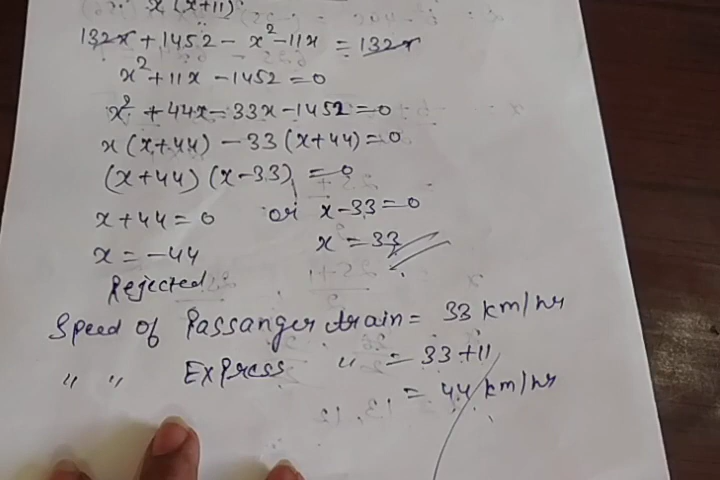 x(x+11)
132x + 1452 - x² - 11x = 132x
x² + 11x - 1452 = 0
x² + 44x - 33x - 1452 = 0
x(x+44) - 33(x+44) = 0
(x+44)(x-33) = 0
x+44 = 0 or x-33 = 0
x = -44 x = 33
Rejected
Speed of Passanger train = 33 km/hr
" " Express " = 33+11
= 44 km/hr